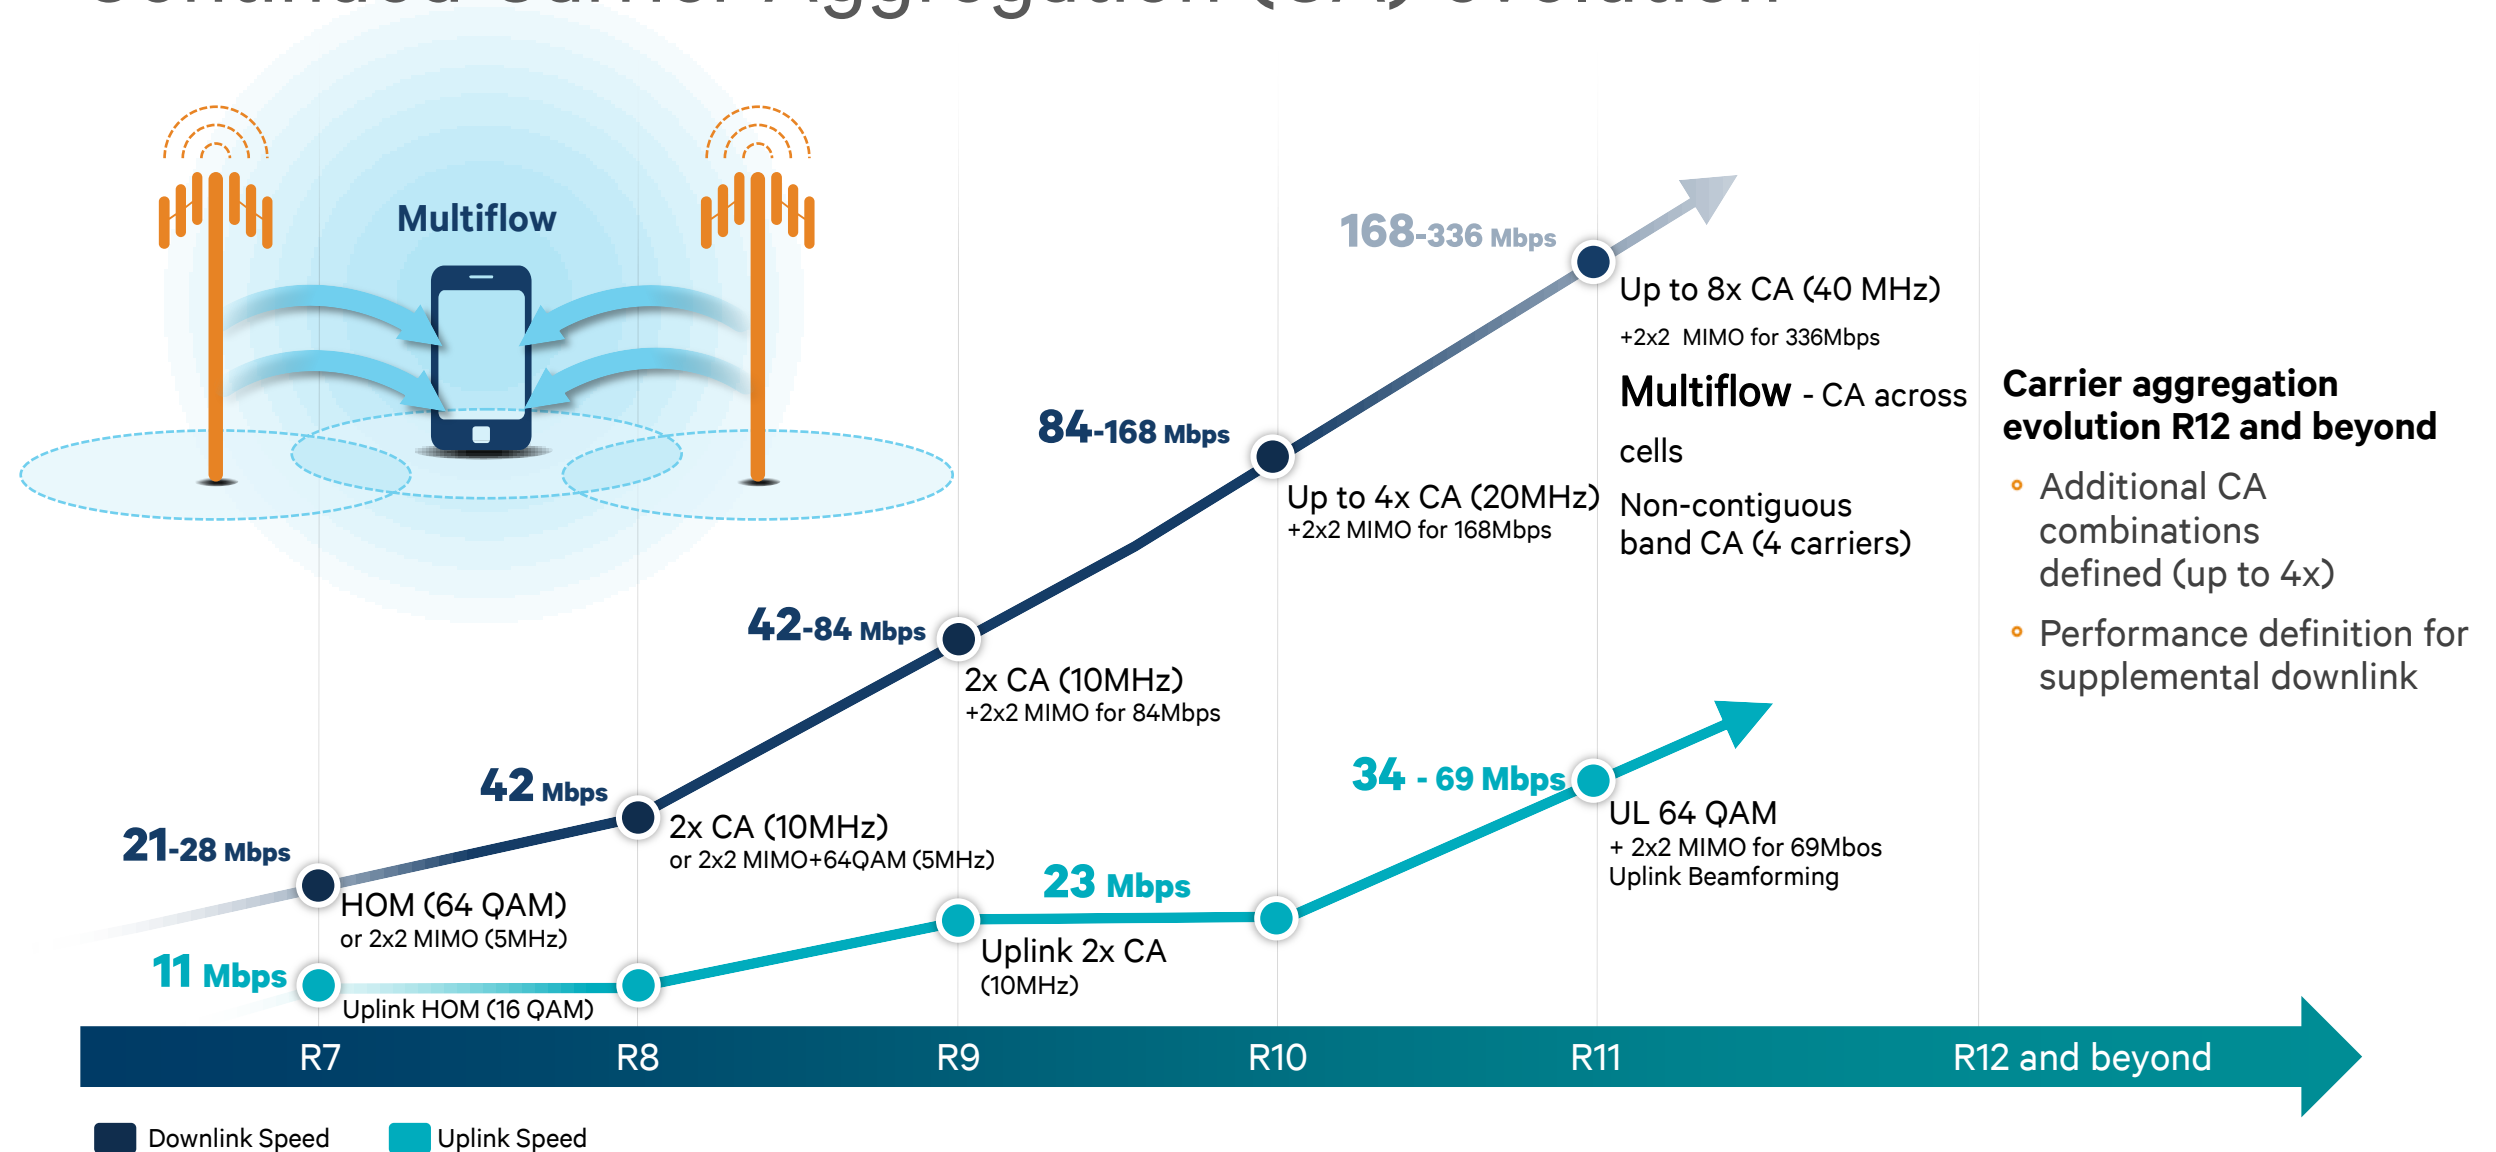 Continued Carrier Aggregation (CA) evolution
Multiflow
168-336 Mbps
Up to 8x CA (40 MHz)
+2x2 MIMO for 336Mbps
Multiflow - CA across
cells
Non-contiguous
band CA (4 carriers)
Carrier aggregation
evolution R12 and beyond
Additional CA
combinations
defined (up to 4x)
Performance definition for
supplemental downlink
84-168 Mbps
Up to 4x CA (20MHz)
+2x2 MIMO for 168Mbps
42-84 Mbps
2x CA (10MHz)
+2x2 MIMO for 84Mbps
42 Mbps
2x CA (10MHz)
or 2x2 MIMO+64QAM (5MHz)
21-28 Mbps
HOM (64 QAM)
or 2x2 MIMO (5MHz)
34 - 69 Mbps
UL 64 QAM
+ 2x2 MIMO for 69Mbos
Uplink Beamforming
23 Mbps
Uplink 2x CA
(10MHz)
11 Mbps
Uplink HOM (16 QAM)
R7
R8
R9
R10
R11
R12 and beyond
Downlink Speed
Uplink Speed